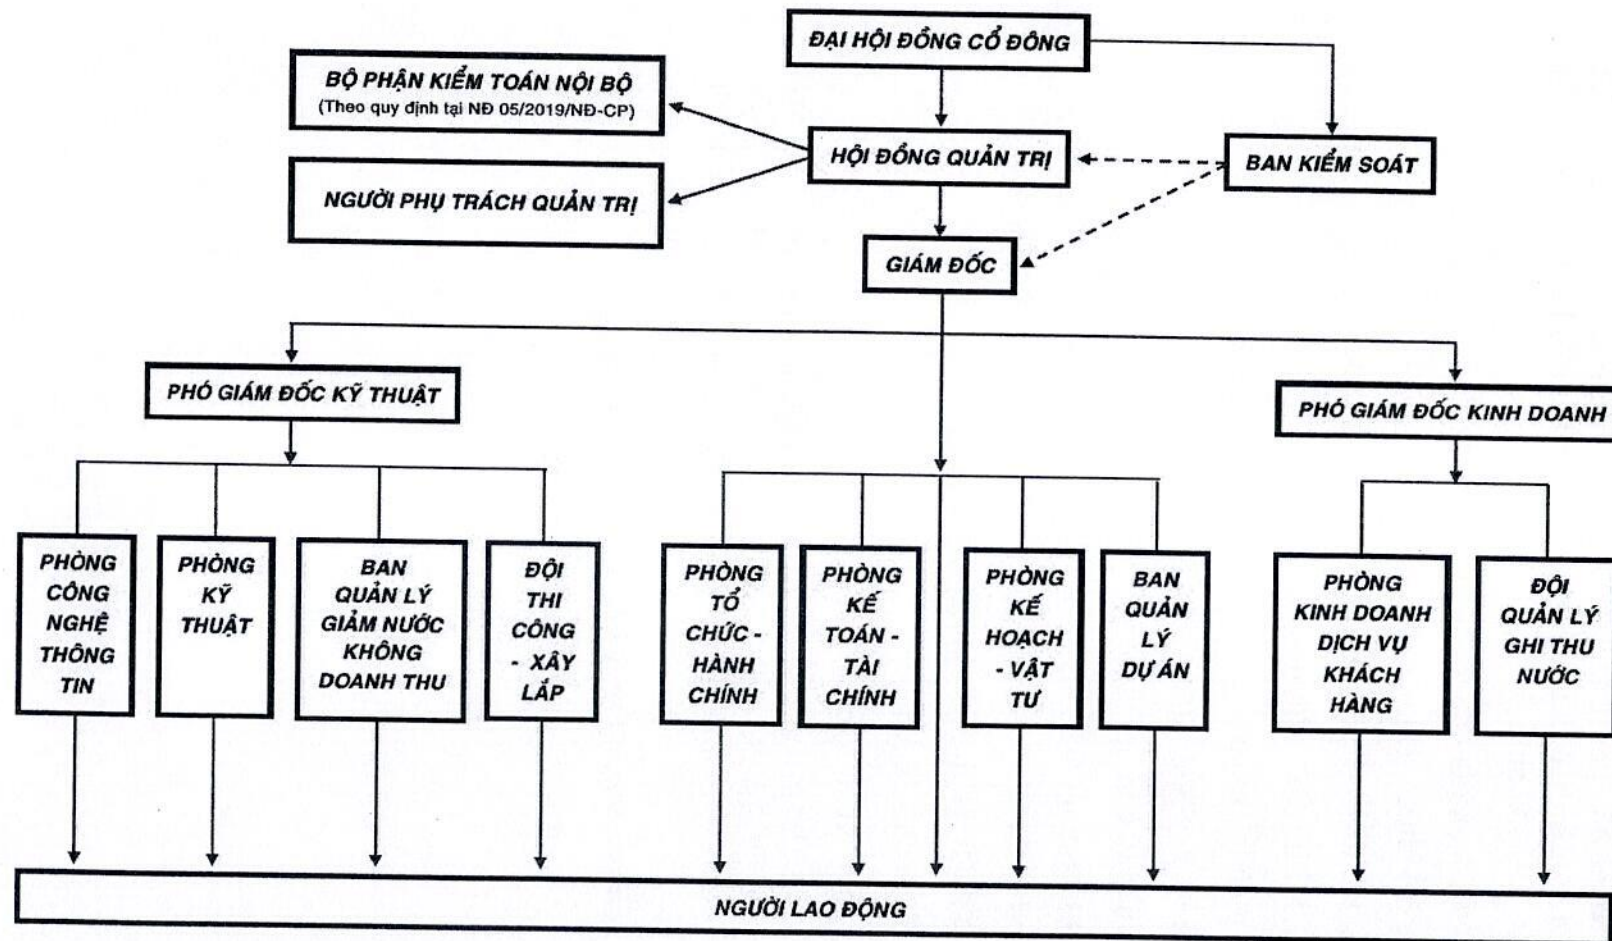 ĐẠI HỘI ĐỒNG CỔ ĐÔNG
BỘ PHẬN KIỂM TOÁN NỘI BỘ
(Theo quy định tại NĐ 05/2019/NĐ-CP)
HỘI ĐỒNG QUẢN TRỊ
BAN KIỂM SOÁT
NGƯỜI PHỤ TRÁCH QUẢN TRỊ
GIÁM ĐỐC
PHÓ GIÁM ĐỐC KỸ THUẬT
PHÓ GIÁM ĐỐC KINH DOANH
PHÒNG
CÔNG
NGHỆ
THÔNG
TIN
PHÒNG
KỸ
THUẬT
BAN
QUẢN LÝ
GIẢM NƯỚC
KHÔNG
DOANH THU
ĐỘI
THI
CÔNG
- XÂY
LẮP
PHÒNG
TỔ
CHỨC -
HÀNH
CHÍNH
PHÒNG
KẾ
TOÁN -
TÀI
CHÍNH
PHÒNG
KẾ
HOẠCH
- VẬT
TƯ
BAN
QUẢN
LÝ
DỰ ÁN
PHÒNG
KINH DOANH
DỊCH VỤ
KHÁCH
HÀNG
ĐỘI
QUẢN LÝ
GHI THU
NƯỚC
NGƯỜI LAO ĐỘNG